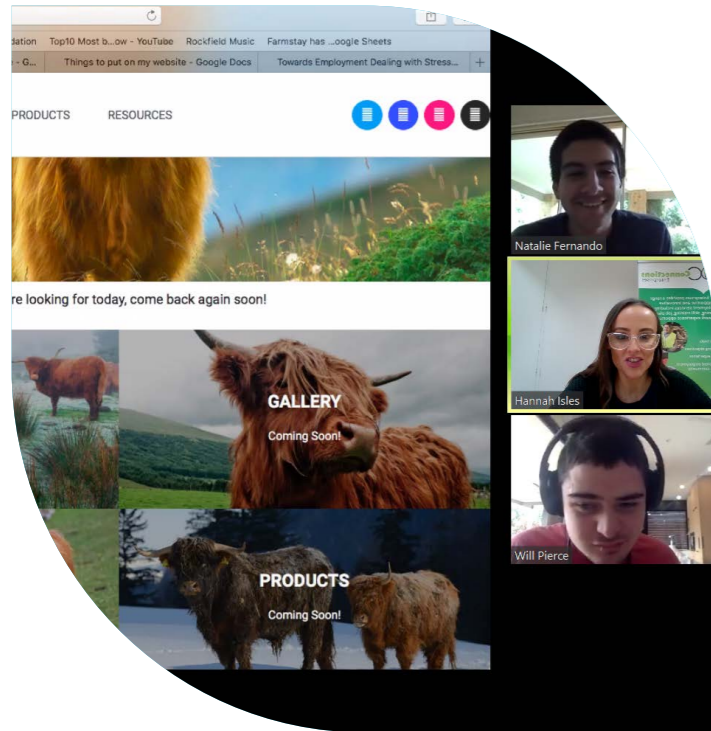 dation Top10 Most b...ow - YouTube Rockfield Music Farmstay has ...oogle Sheets
- G... Things to put on my website - Google Docs Towards Employment Dealing with Stress... +
PRODUCTS RESOURCES
re looking for today, come back again soon!
GALLERY
Coming Soon!
PRODUCTS
Coming Soon!
Natalie Fernando
Connections
Hannah Isles
Will Pierce